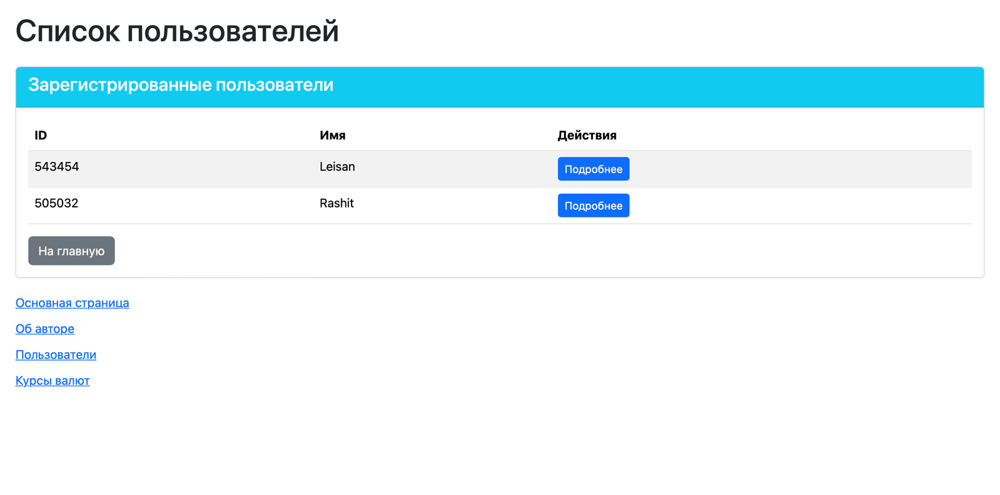 Список пользователей
Зарегистрированные пользователи
ID Имя Действия
543454 Leisan Подробнее
505032 Rashit Подробнее
На главную
Основная страница
Об авторе
Пользователи
Курсы валют